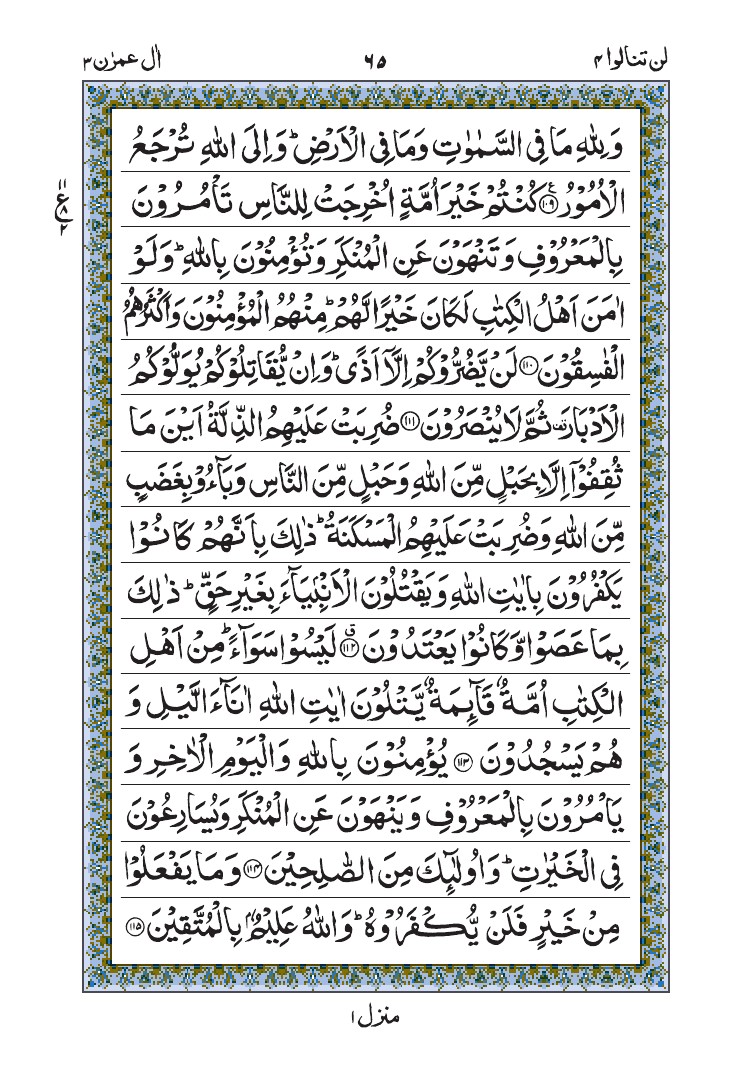 لن تنالوا ۴ ۶۵ اٰل عمرٰن ۳
وَلِلّٰهِ مَا فِی السَّمٰوٰتِ وَمَا فِی الْاَرْضِ ؕ وَاِلَی اللّٰهِ تُرْجَعُ
الْاُمُوْرُ ﴿۱۰۹﴾ع كُنْتُمْ خَیْرَ اُمَّةٍ اُخْرِجَتْ لِلنَّاسِ تَاْمُرُوْنَ
بِالْمَعْرُوْفِ وَتَنْهَوْنَ عَنِ الْمُنْكَرِ وَتُؤْمِنُوْنَ بِاللّٰهِ ؕ وَلَوْ
اٰمَنَ اَهْلُ الْكِتٰبِ لَكَانَ خَیْرًا لَّهُمْ ؕ مِنْهُمُ الْمُؤْمِنُوْنَ وَاَكْثَرُهُمُ
الْفٰسِقُوْنَ ﴿۱۱۰﴾ لَنْ یَّضُرُّوْكُمْ اِلَّاۤ اَذًی ؕ وَاِنْ یُّقَاتِلُوْكُمْ یُوَلُّوْكُمُ
الْاَدْبَارَ ۟ ثُمَّ لَا یُنْصَرُوْنَ ﴿۱۱۱﴾ ضُرِبَتْ عَلَیْهِمُ الذِّلَّةُ اَیْنَ مَا
ثُقِفُوْۤا اِلَّا بِحَبْلٍ مِّنَ اللّٰهِ وَحَبْلٍ مِّنَ النَّاسِ وَبَآءُوْ بِغَضَبٍ
مِّنَ اللّٰهِ وَضُرِبَتْ عَلَیْهِمُ الْمَسْكَنَةُ ؕ ذٰلِكَ بِاَنَّهُمْ كَانُوْا
یَكْفُرُوْنَ بِاٰیٰتِ اللّٰهِ وَیَقْتُلُوْنَ الْاَنْۢبِیَآءَ بِغَیْرِ حَقٍّ ؕ ذٰلِكَ
بِمَا عَصَوْا وَّكَانُوْا یَعْتَدُوْنَ ﴿۱۱۲﴾ۗ لَیْسُوْا سَوَآءً ؕ مِنْ اَهْلِ
الْكِتٰبِ اُمَّةٌ قَآئِمَةٌ یَّتْلُوْنَ اٰیٰتِ اللّٰهِ اٰنَآءَ الَّیْلِ وَ
هُمْ یَسْجُدُوْنَ ﴿۱۱۳﴾ یُؤْمِنُوْنَ بِاللّٰهِ وَالْیَوْمِ الْاٰخِرِ وَ
یَاْمُرُوْنَ بِالْمَعْرُوْفِ وَیَنْهَوْنَ عَنِ الْمُنْكَرِ وَیُسَارِعُوْنَ
فِی الْخَیْرٰتِ ؕ وَاُولٰٓئِكَ مِنَ الصّٰلِحِیْنَ ﴿۱۱۴﴾ وَمَا یَفْعَلُوْا
مِنْ خَیْرٍ فَلَنْ یُّكْفَرُوْهُ ؕ وَاللّٰهُ عَلِیْمٌۢ بِالْمُتَّقِیْنَ ﴿۱۱۵﴾
منزل ۱